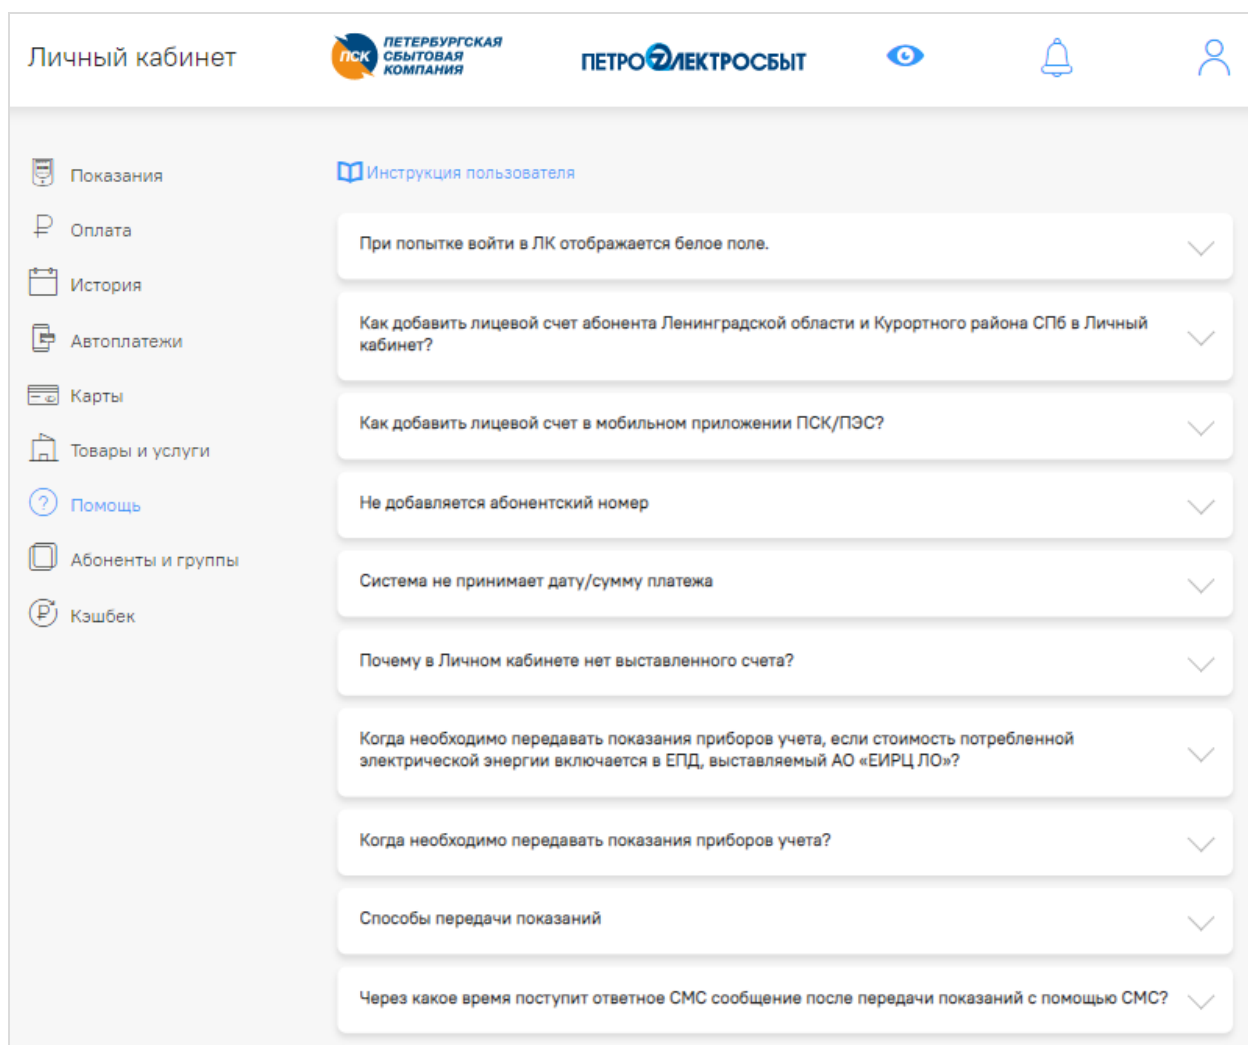 Личный кабинет
ПСК
ПЕТЕРБУРГСКАЯ
СБЫТОВАЯ
КОМПАНИЯ
ПЕТРОЭЛЕКТРОСБЫТ
Показания
Оплата
История
Автоплатежи
Карты
Товары и услуги
Помощь
Абоненты и группы
Кэшбек
Инструкция пользователя
При попытке войти в ЛК отображается белое поле.
Как добавить лицевой счет абонента Ленинградской области и Курортного района СПб в Личный
кабинет?
Как добавить лицевой счет в мобильном приложении ПСК/ПЭС?
Не добавляется абонентский номер
Система не принимает дату/сумму платежа
Почему в Личном кабинете нет выставленного счета?
Когда необходимо передавать показания приборов учета, если стоимость потребленной
электрической энергии включается в ЕПД, выставляемый АО «ЕИРЦ ЛО»?
Когда необходимо передавать показания приборов учета?
Способы передачи показаний
Через какое время поступит ответное СМС сообщение после передачи показаний с помощью СМС?